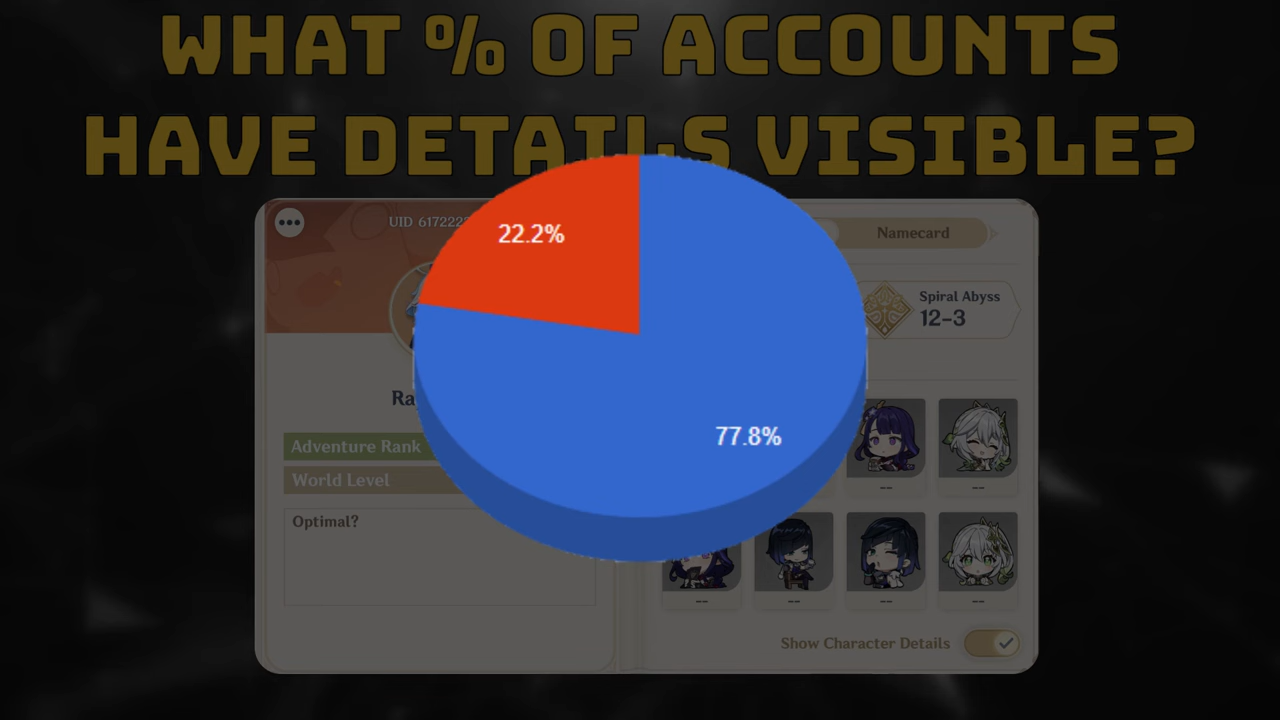 WHAT % OF ACCOUNTS
HAVE DETAILS VISIBLE?
UID
Namecard
22.2%
Spiral Abyss
12-3
Adventure Rank
World Level
77.8%
--
--
Optimal?
--
--
--
--
Show Character Details